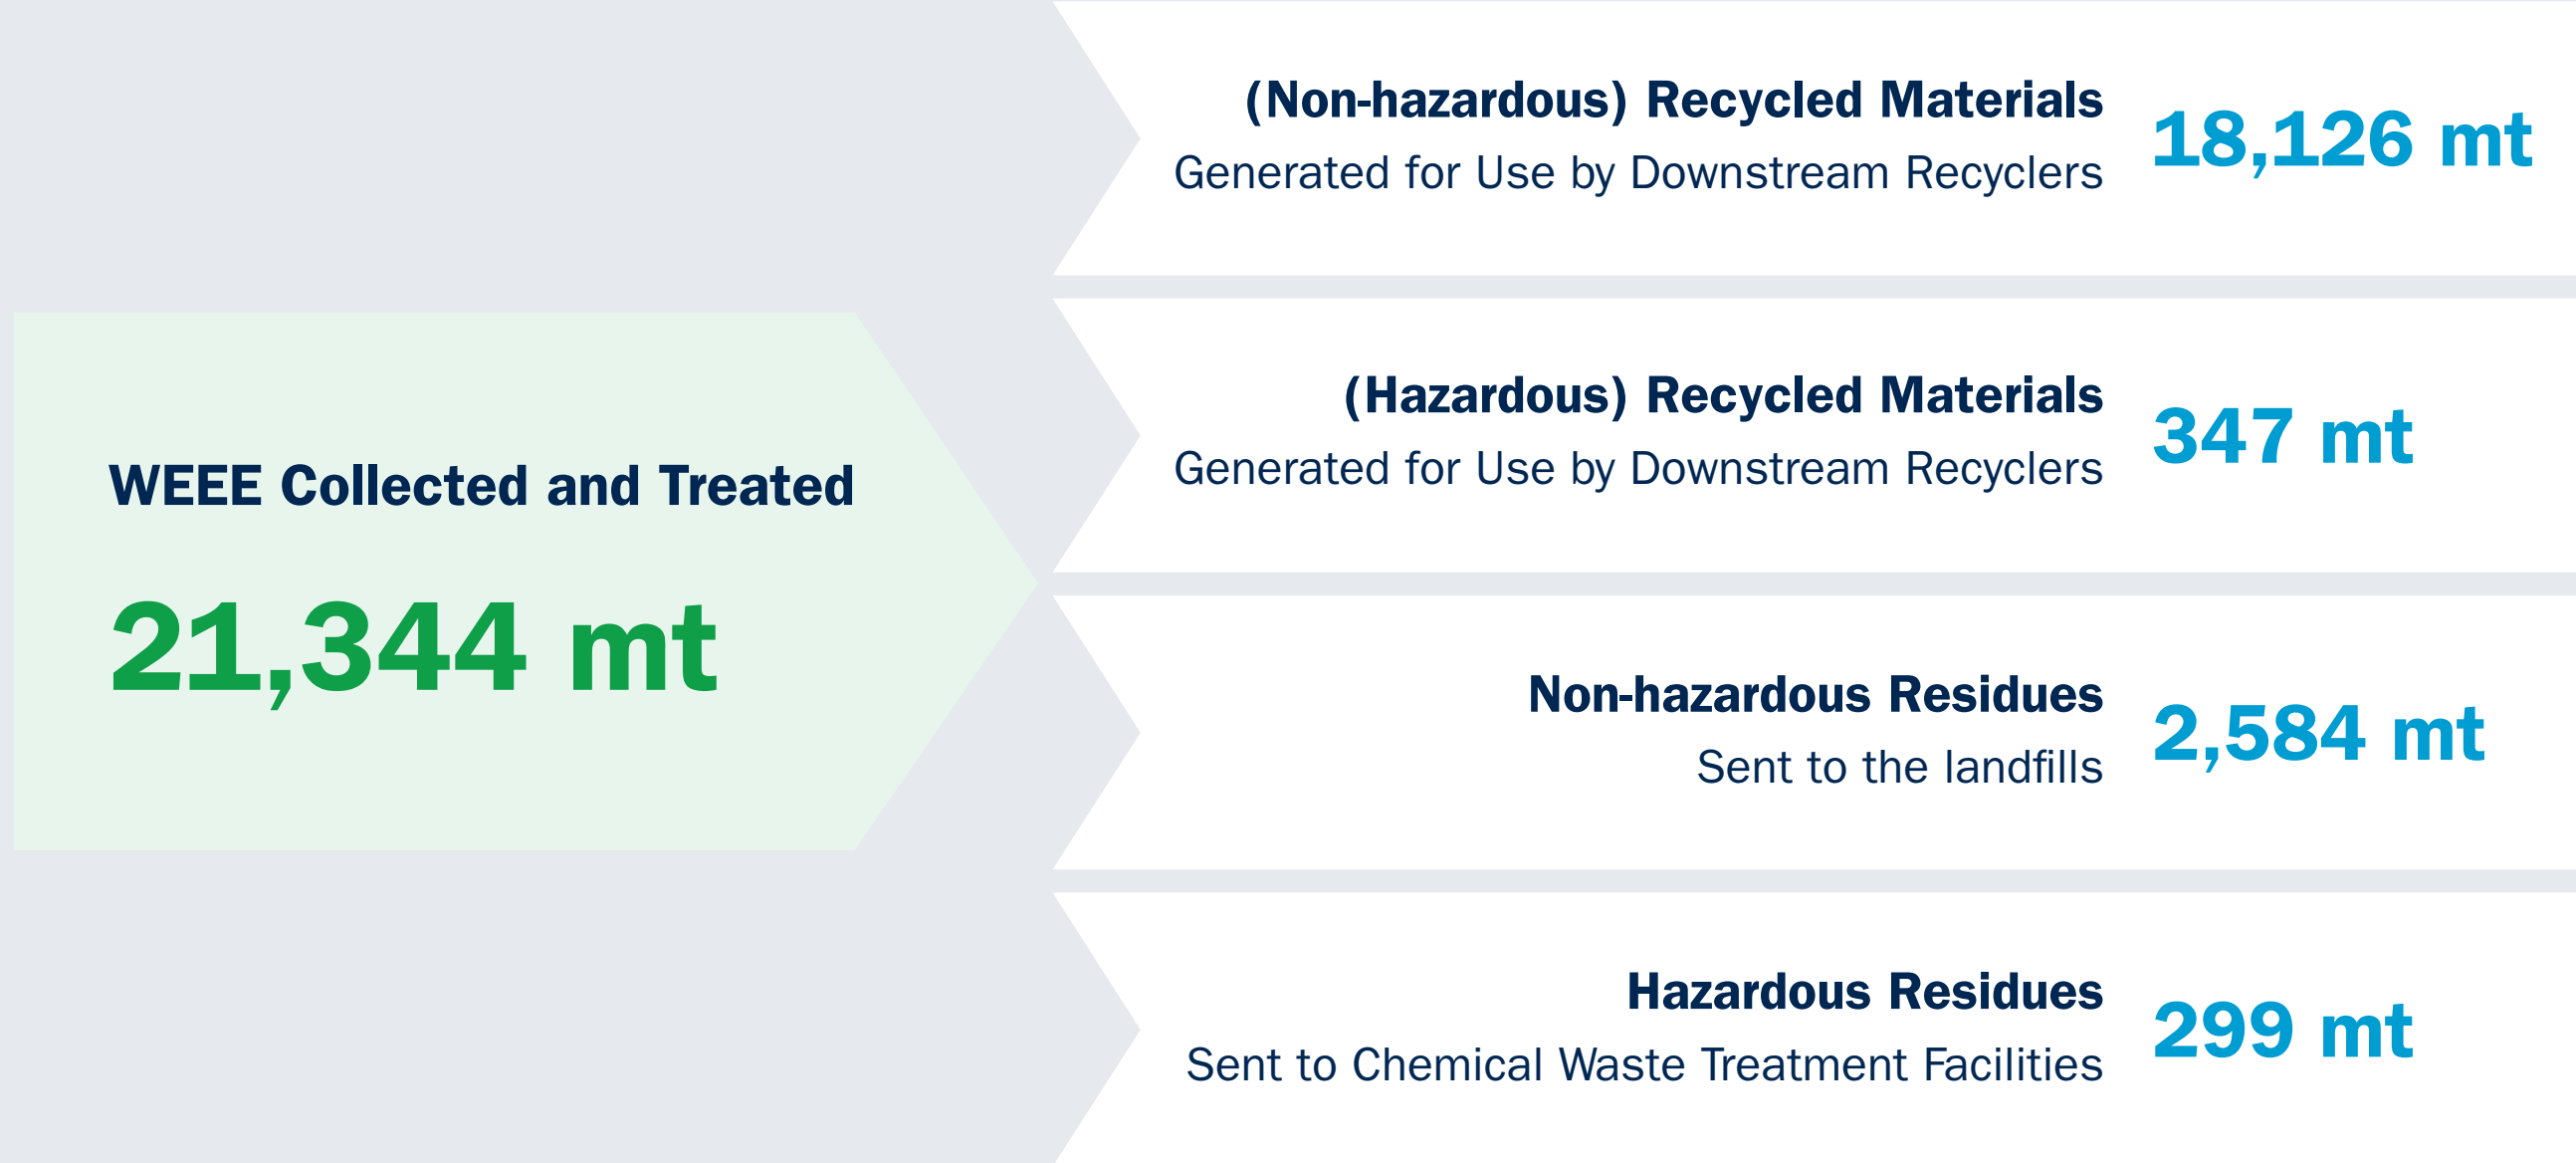 WEEE Collected and Treated
21,344 mt
(Non-hazardous) Recycled Materials
Generated for Use by Downstream Recyclers
18,126 mt
(Hazardous) Recycled Materials
Generated for Use by Downstream Recyclers
347 mt
Non-hazardous Residues
Sent to the landfills
2,584 mt
Hazardous Residues
Sent to Chemical Waste Treatment Facilities
299 mt